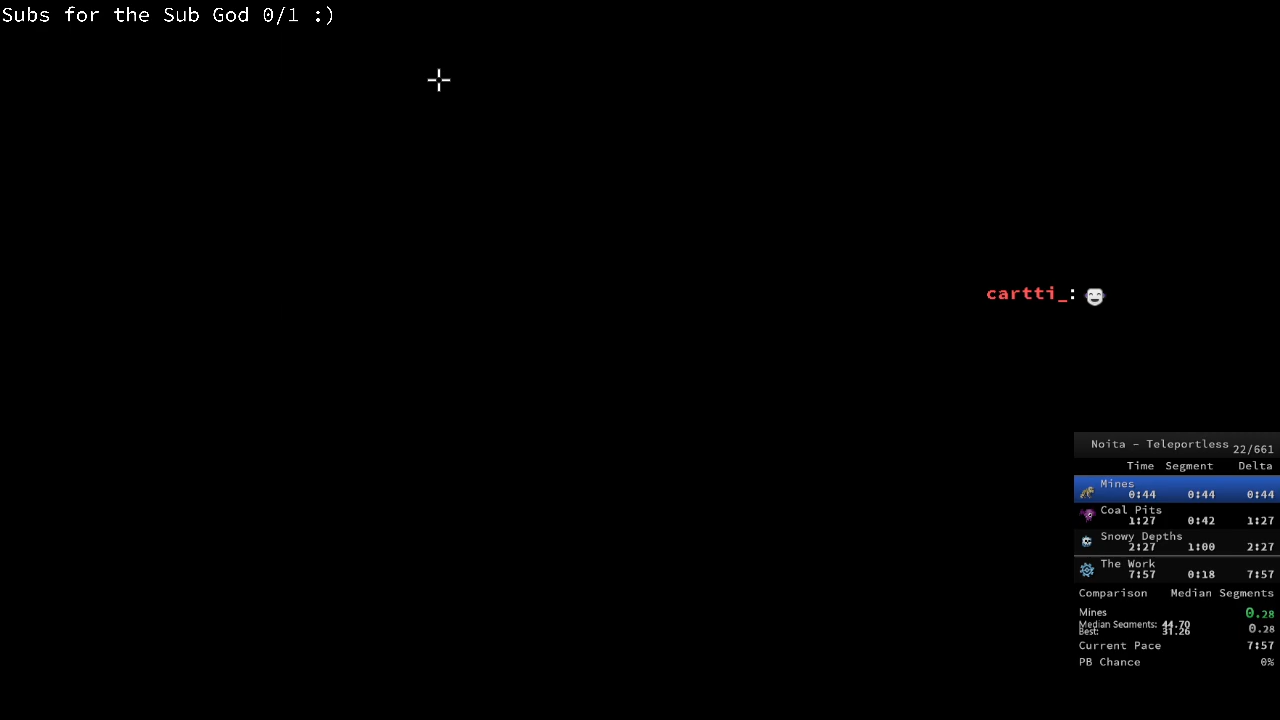 Subs for the Sub God 0/1 :)
cartti_:
Noita - Teleportless 22/661
Time Segment Delta
Mines
0:44 0:44 0:44
Coal Pits
1:27 0:42 1:27
Snowy Depths
2:27 1:00 2:27
The Work
7:57 0:18 7:57
Comparison Median Segments
Mines 0.28
Median Segments: 44.70 0.28
Best: 31.26
Current Pace 7:57
PB Chance 0%